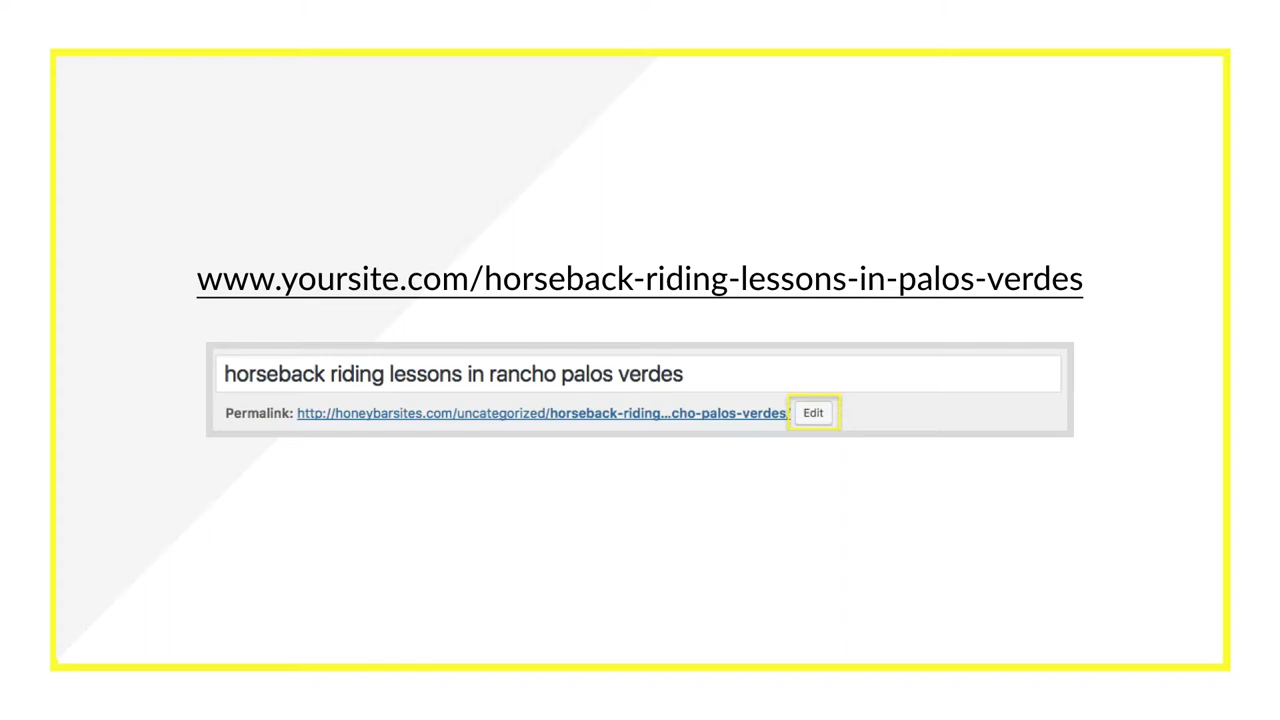 www.yoursite.com/horseback-riding-lessons-in-palos-verdes
horseback riding lessons in rancho palos verdes
Permalink: http://honeybarsites.com/uncategorized/horseback-riding...cho-palos-verdes/ Edit